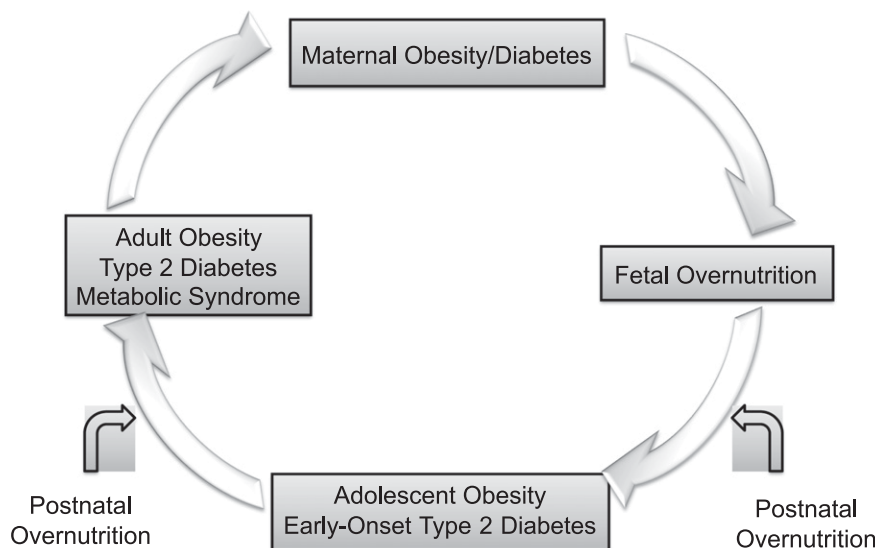 Maternal Obesity/Diabetes
Adult Obesity
Type 2 Diabetes
Metabolic Syndrome
Fetal Overnutrition
Adolescent Obesity
Early-Onset Type 2 Diabetes
Postnatal
Overnutrition
Postnatal
Overnutrition